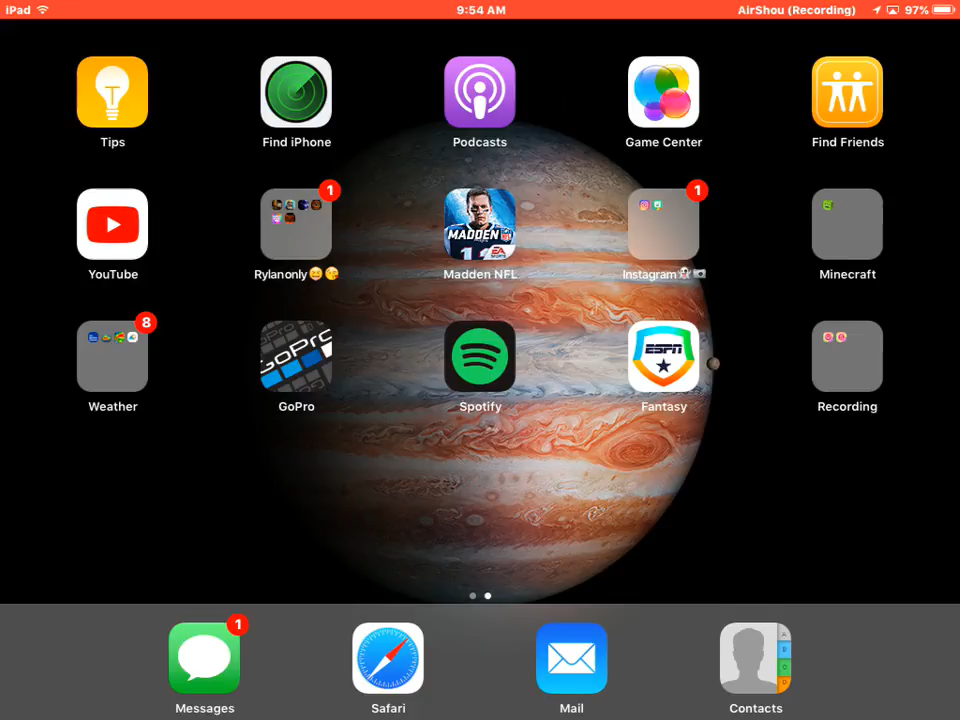 iPad 9:54 AM AirShou (Recording) 97%
Tips Find iPhone Podcasts Game Center Find Friends
1 MADDEN 1
YouTube Rylanonly😄😘 Madden NFL Instagram Minecraft
8 GoPro ESPN
Weather GoPro Spotify Fantasy Recording
1
Messages Safari Mail Contacts